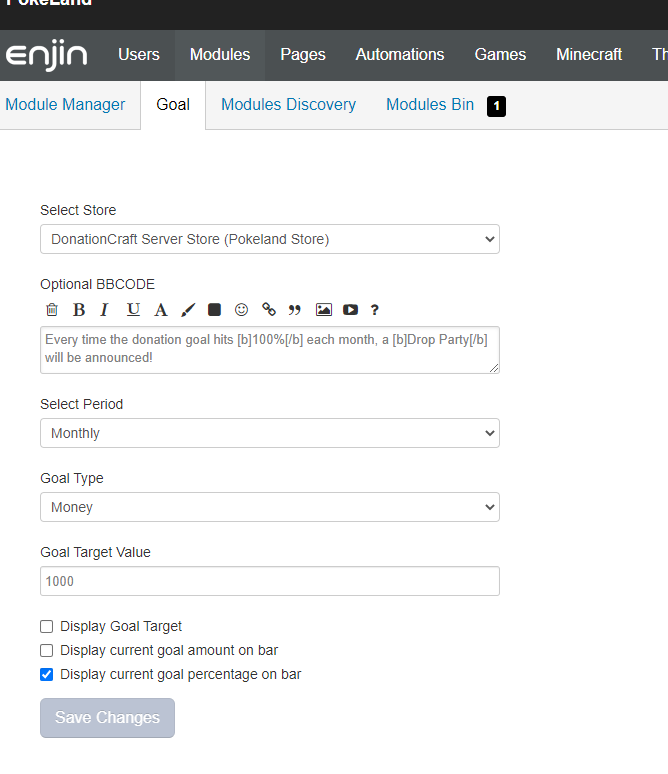 PokeLand
enjin Users Modules Pages Automations Games Minecraft Th
Module Manager Goal Modules Discovery Modules Bin 1
Select Store
DonationCraft Server Store (Pokeland Store)
Optional BBCODE
B I U A ?
Every time the donation goal hits [b]100%[/b] each month, a [b]Drop Party[/b]
will be announced!
Select Period
Monthly
Goal Type
Money
Goal Target Value
1000
Display Goal Target
Display current goal amount on bar
Display current goal percentage on bar
Save Changes